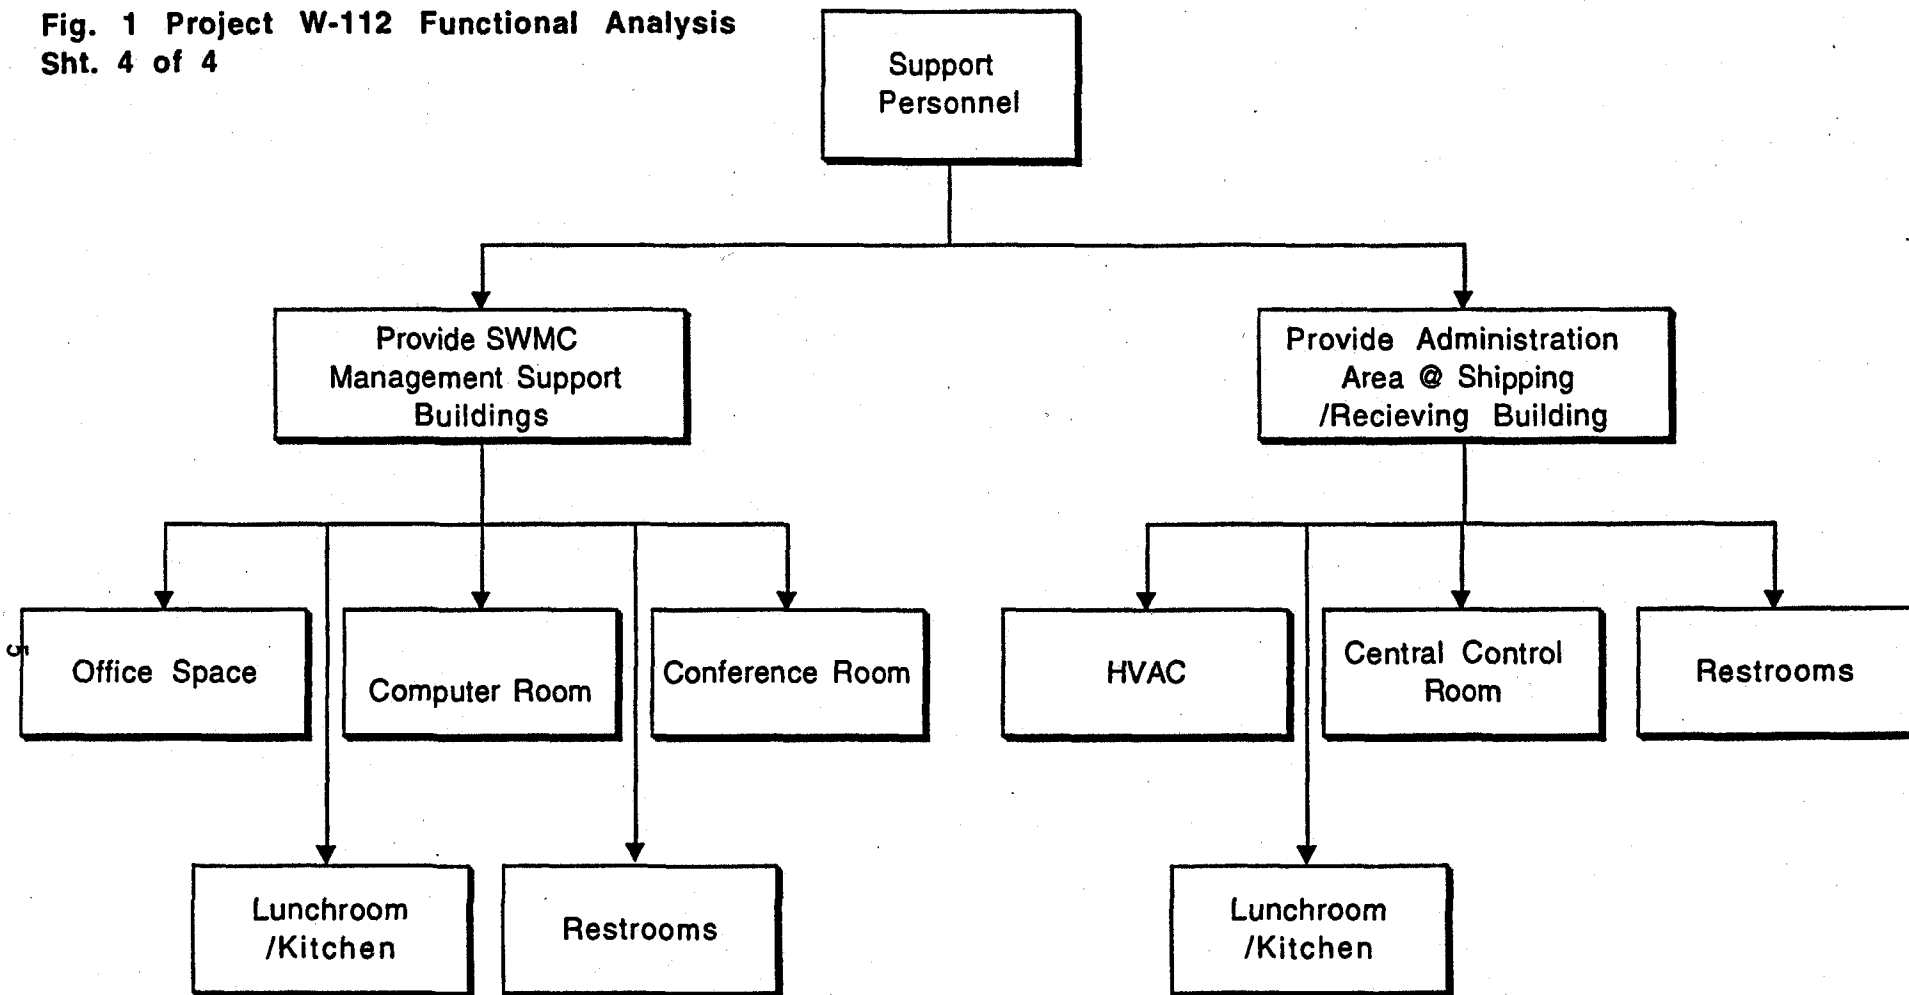 Fig. 1 Project W-112 Functional Analysis
Sht. 4 of 4
Support
Personnel
Provide SWMC
Management Support
Buildings
Provide Administration
Area @ Shipping
/Recieving Building
Office Space
Computer Room
Conference Room
HVAC
Central Control
Room
Restrooms
Lunchroom
/Kitchen
Restrooms
Lunchroom
/Kitchen
5